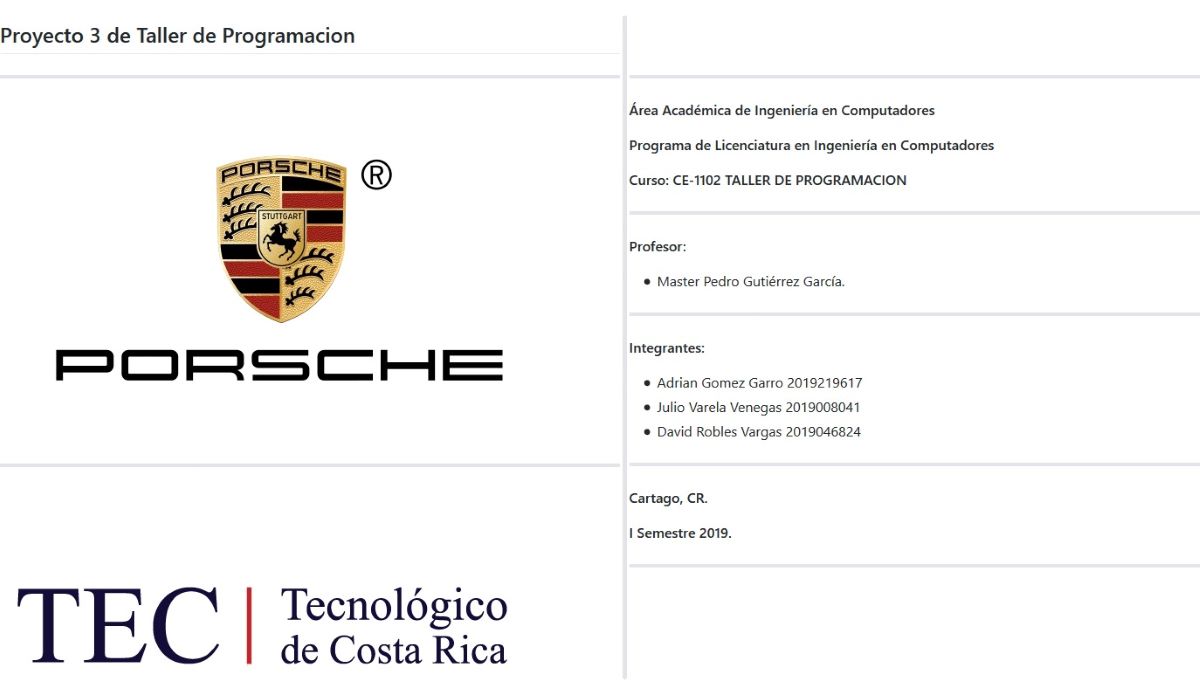 Proyecto 3 de Taller de Programacion
PORSCHE
®
STUTTGART
PORSCHE
TEC
Tecnológico
de Costa Rica
Área Académica de Ingeniería en Computadores
Programa de Licenciatura en Ingeniería en Computadores
Curso: CE-1102 TALLER DE PROGRAMACION
Profesor:
• Master Pedro Gutiérrez García.
Integrantes:
• Adrian Gomez Garro 2019219617
• Julio Varela Venegas 2019008041
• David Robles Vargas 2019046824
Cartago, CR.
I Semestre 2019.